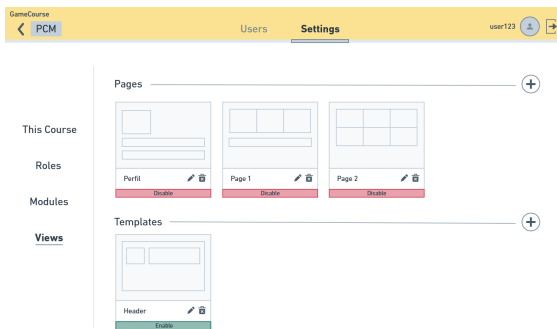 GameCourse
PCM
Users
Settings
user123
Pages
This Course
Roles
Modules
Views
Perfil
Page 1
Page 2
Disable
Disable
Disable
Templates
Header
Enable